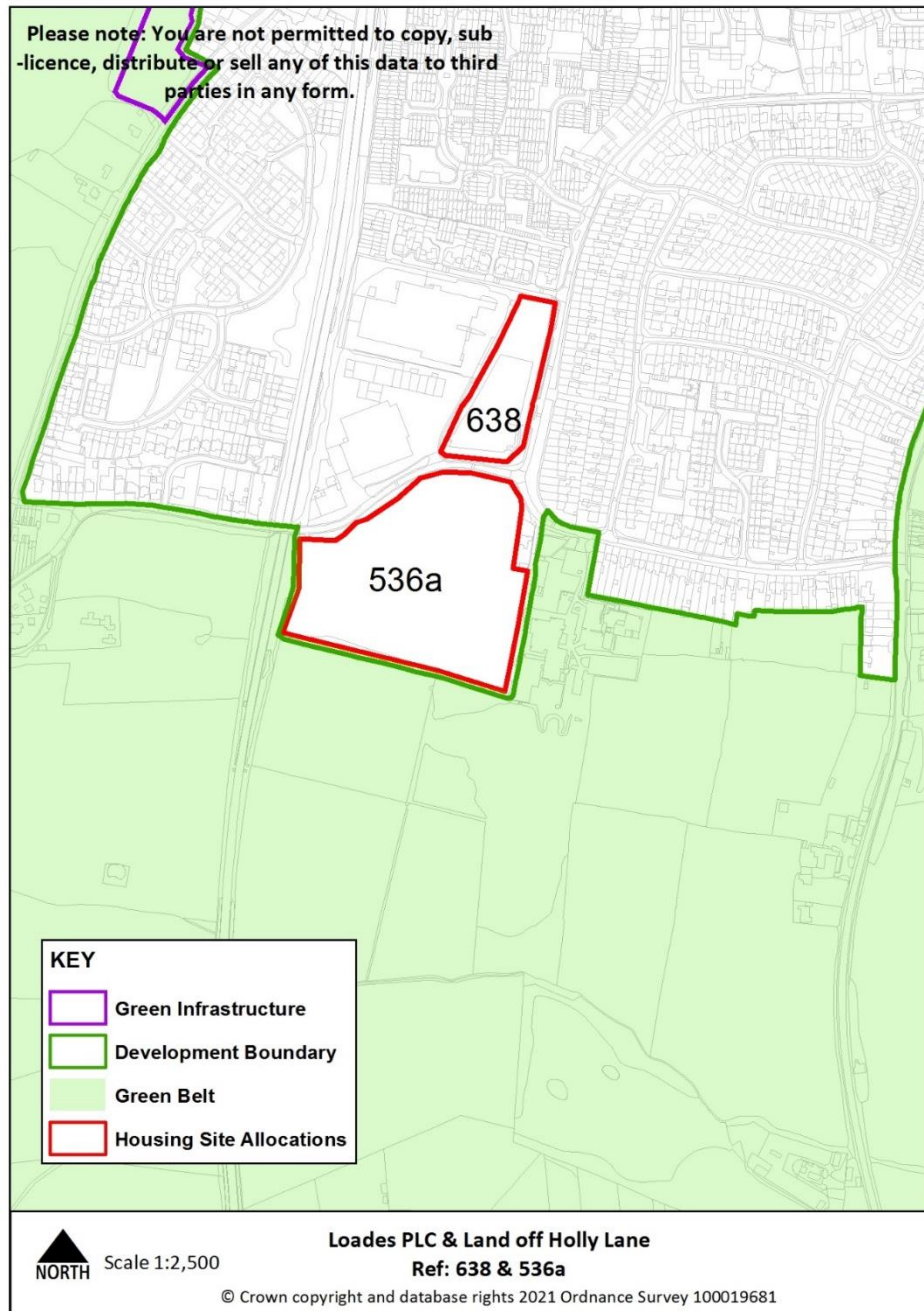 Please note: You are not permitted to copy, sub
-licence, distribute or sell any of this data to third
parties in any form.
638
536a
KEY
Green Infrastructure
Development Boundary
Green Belt
Housing Site Allocations
NORTH
Scale 1:2,500
Loades PLC & Land off Holly Lane
Ref: 638 & 536a
© Crown copyright and database rights 2021 Ordnance Survey 100019681